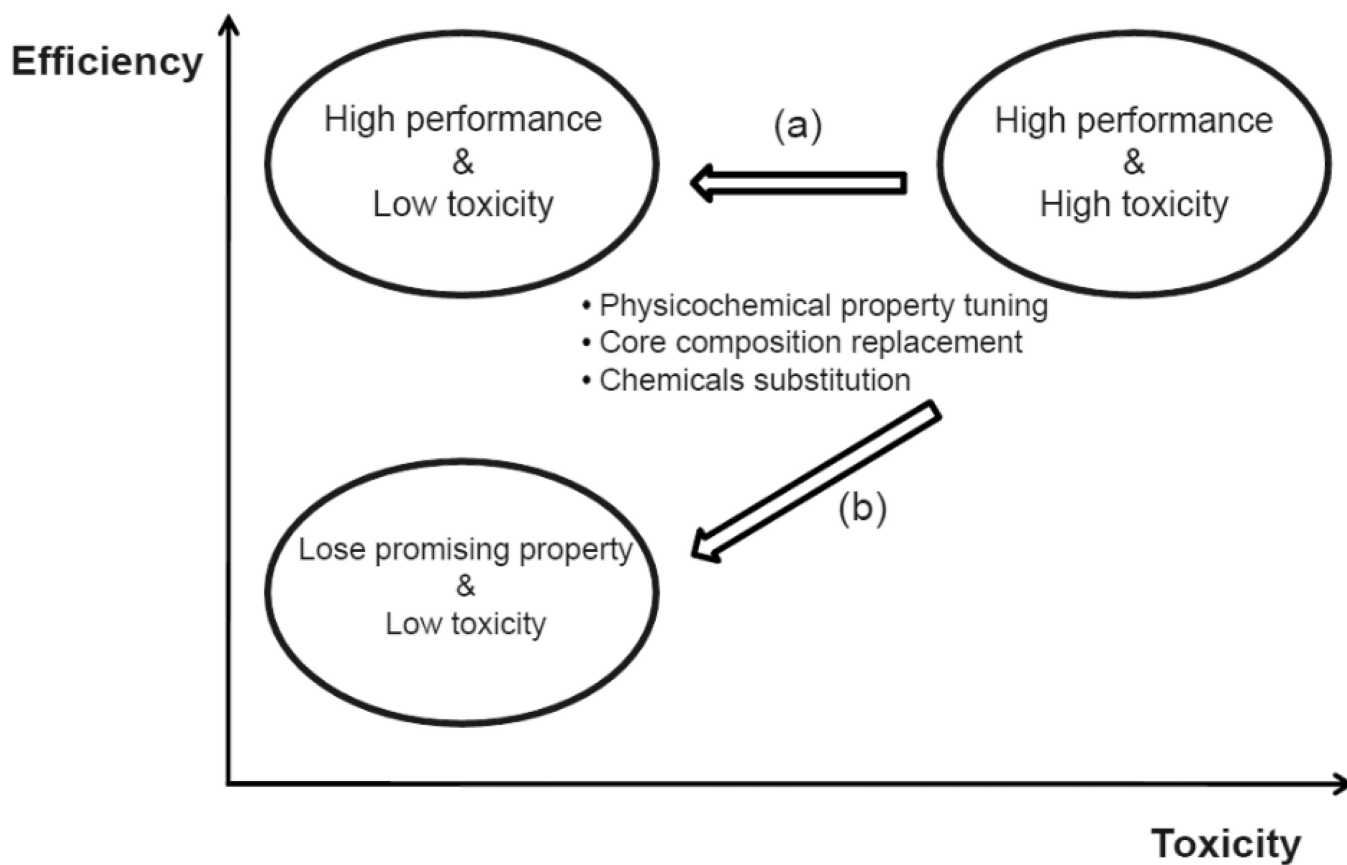 Efficiency
High performance
&
Low toxicity
(a)
High performance
&
High toxicity
• Physicochemical property tuning
• Core composition replacement
• Chemicals substitution
(b)
Lose promising property
&
Low toxicity
Toxicity